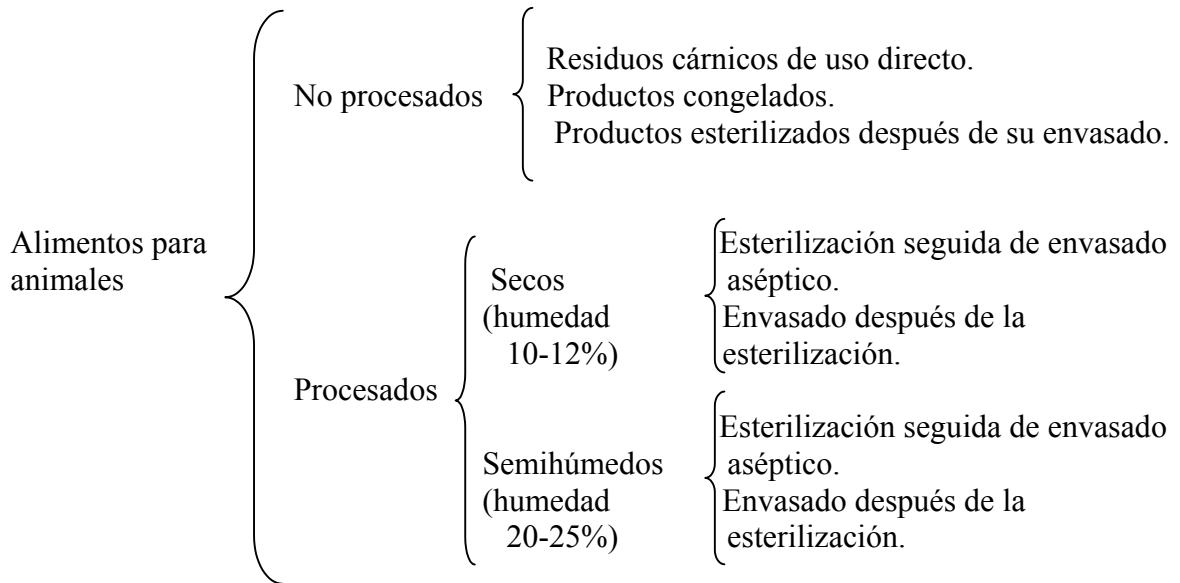 Alimentos para
animales
No procesados
Residuos cárnicos de uso directo.
Productos congelados.
Productos esterilizados después de su envasado.
Procesados
Secos
(humedad
10-12%)
Esterilización seguida de envasado
aséptico.
Envasado después de la
esterilización.
Semihúmedos
(humedad
20-25%)
Esterilización seguida de envasado
aséptico.
Envasado después de la
esterilización.